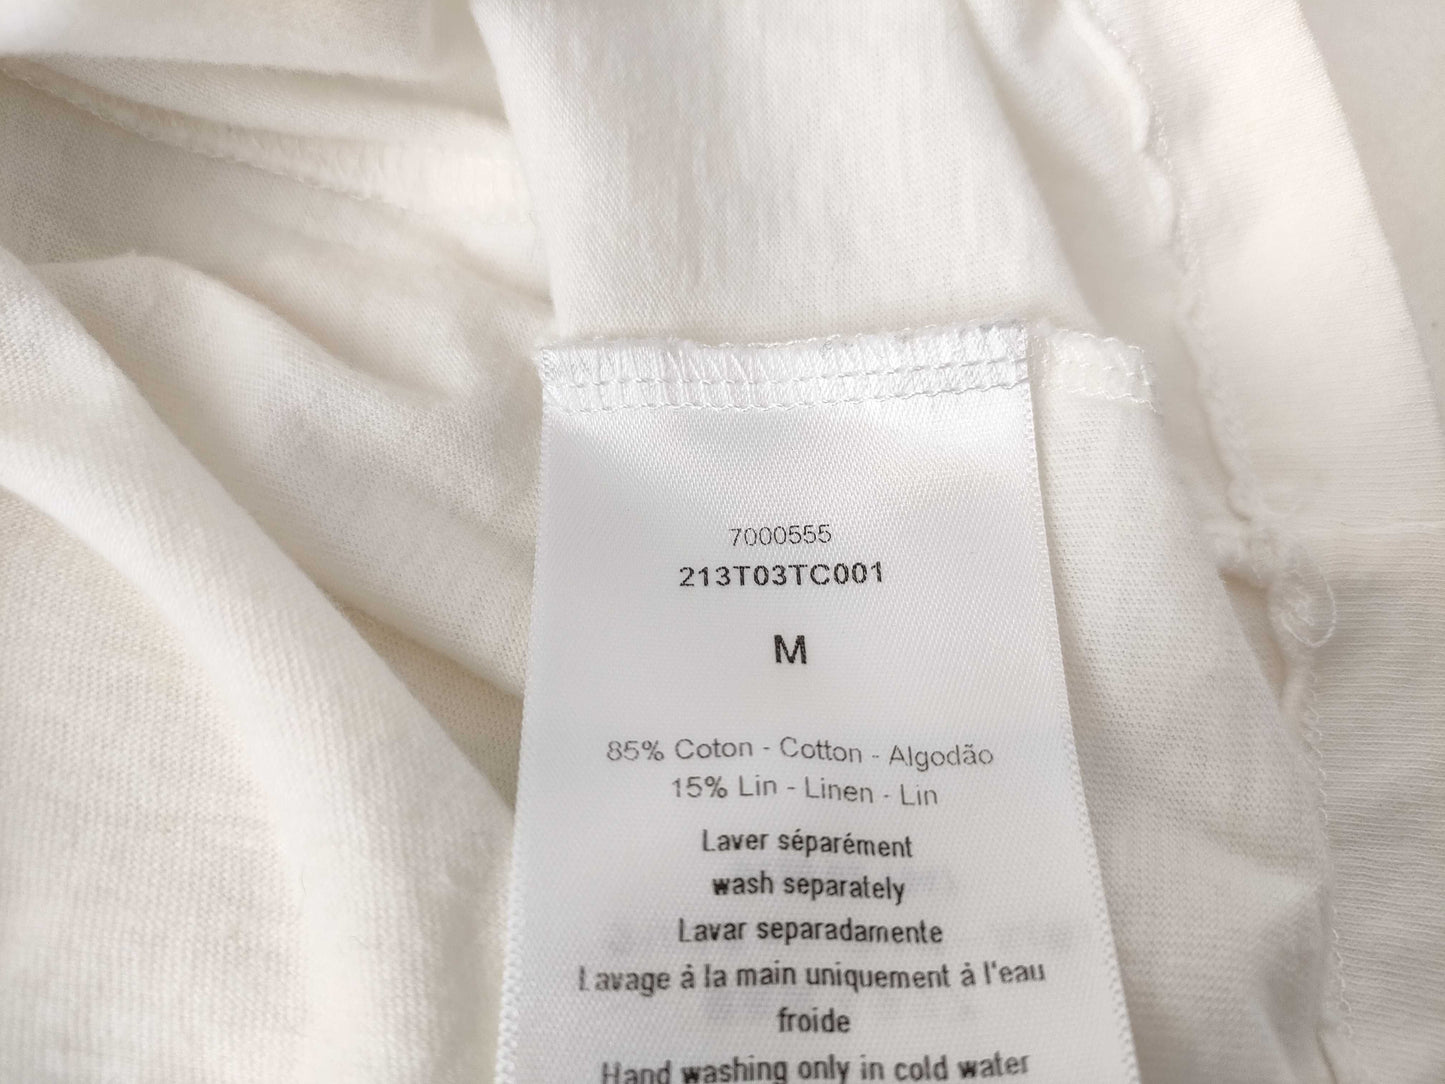 7000555
213T03TC001
M
85% Coton - Cotton - Algodão
15% Lin - Linen - Lin
Laver séparément
wash separately
Lavar separadamente
Lavage à la main uniquement à l'eau
froide
Hand washing only in cold water